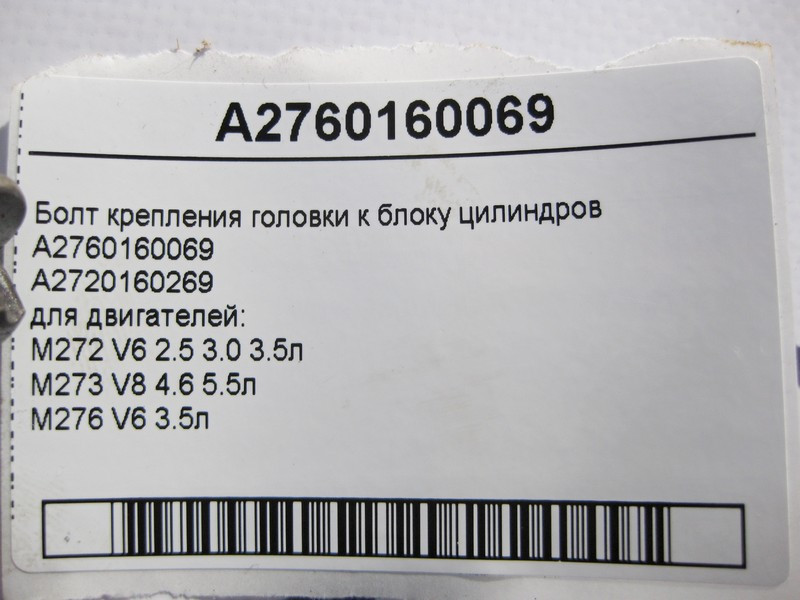 A2760160069
Болт крепления головки к блоку цилиндров
A2760160069
A2720160269
для двигателей:
M272 V6 2.5 3.0 3.5л
M273 V8 4.6 5.5л
M276 V6 3.5л